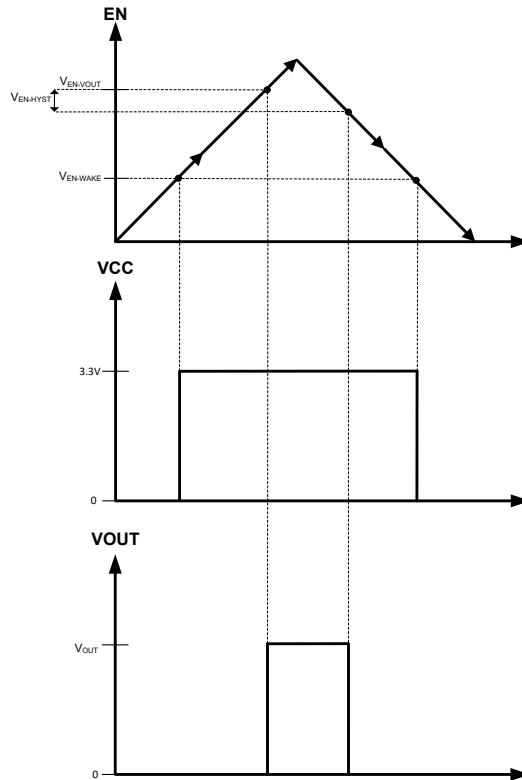 EN
VEN-VOUT
VEN-HYST
VEN-WAKE
VCC
3.3V
0
VOUT
VOUT
0